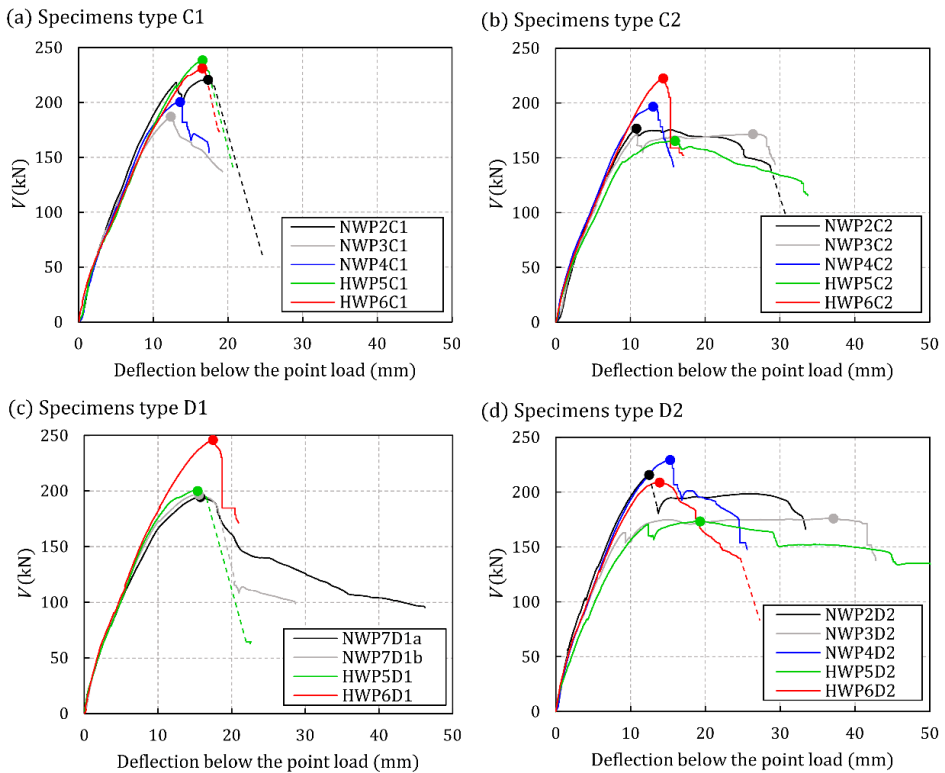 (a) Specimens type C1
V(kN)
250
200
150
100
50
0
NWP2C1
NWP3C1
NWP4C1
HWP5C1
HWP6C1
0 10 20 30 40 50
Deflection below the point load (mm)
(b) Specimens type C2
V(kN)
250
200
150
100
50
0
NWP2C2
NWP3C2
NWP4C2
HWP5C2
HWP6C2
0 10 20 30 40 50
Deflection below the point load (mm)
(c) Specimens type D1
V(kN)
250
200
150
100
50
0
NWP7D1a
NWP7D1b
HWP5D1
HWP6D1
0 10 20 30 40 50
Deflection below the point load (mm)
(d) Specimens type D2
V(kN)
250
200
150
100
50
0
NWP2D2
NWP3D2
NWP4D2
HWP5D2
HWP6D2
0 10 20 30 40 50
Deflection below the point load (mm)